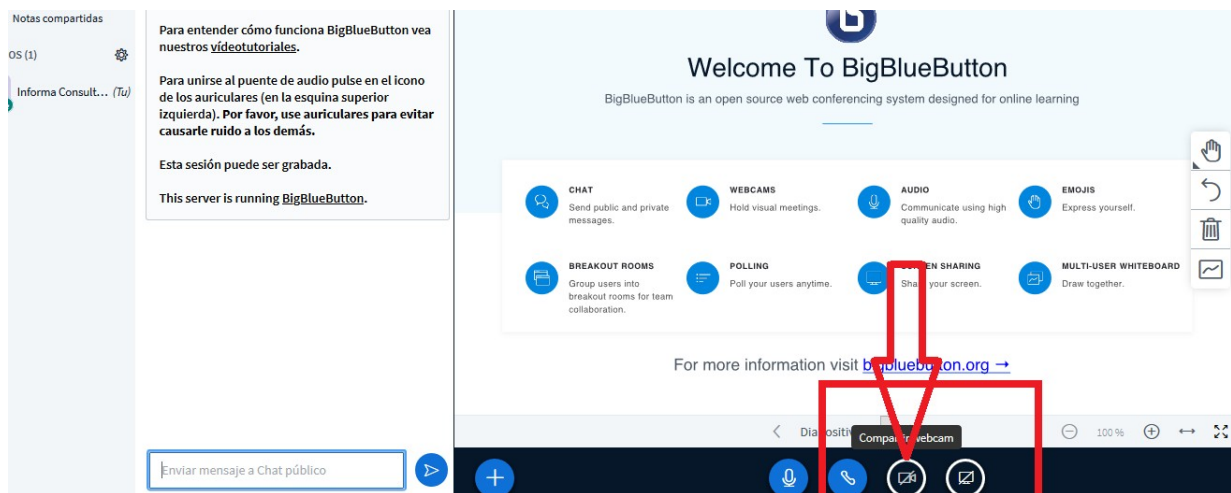 Notas compartidas
OS (1)
Informa Consult... (Tu)
Para entender cómo funciona BigBlueButton vea
nuestros vídeotutoriales.
Para unirse al puente de audio pulse en el icono
de los auriculares (en la esquina superior
izquierda). Por favor, use auriculares para evitar
causarle ruido a los demás.
Esta sesión puede ser grabada.
This server is running BigBlueButton.
Enviar mensaje a Chat público
b
Welcome To BigBlueButton
BigBlueButton is an open source web conferencing system designed for online learning
CHAT
Send public and private
messages.
WEBCAMS
Hold visual meetings.
AUDIO
Communicate using high
quality audio.
EMOJIS
Express yourself.
BREAKOUT ROOMS
Group users into
breakout rooms for team
collaboration.
POLLING
Poll your users anytime.
SCREEN SHARING
Share your screen.
MULTI-USER WHITEBOARD
Draw together.
For more information visit bigbluebutton.org →
Diapositiv
Compartir webcam
100 %